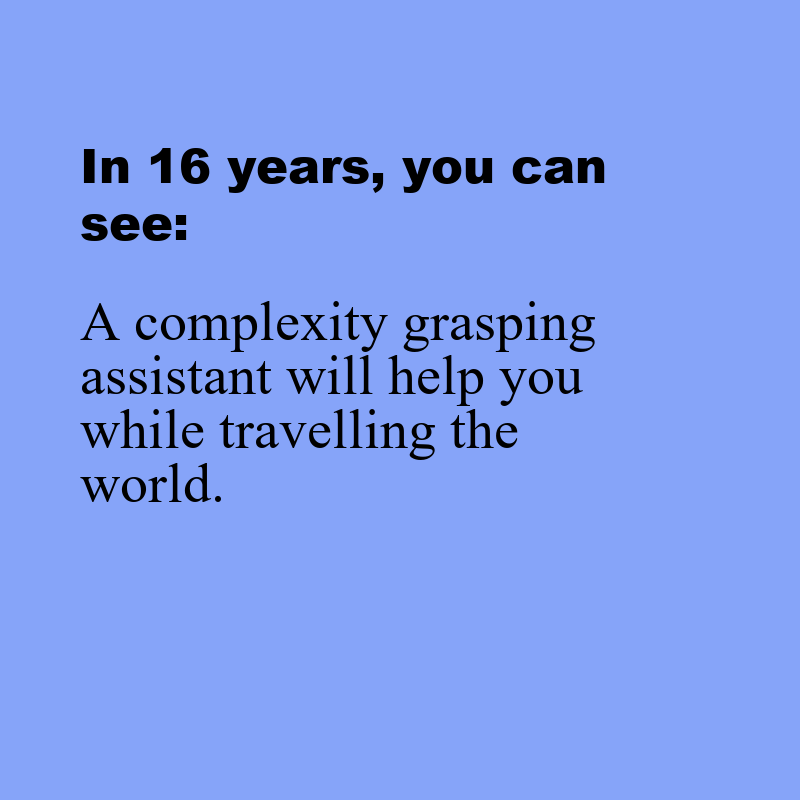 In 16 years, you can
see:
A complexity grasping
assistant will help you
while travelling the
world.